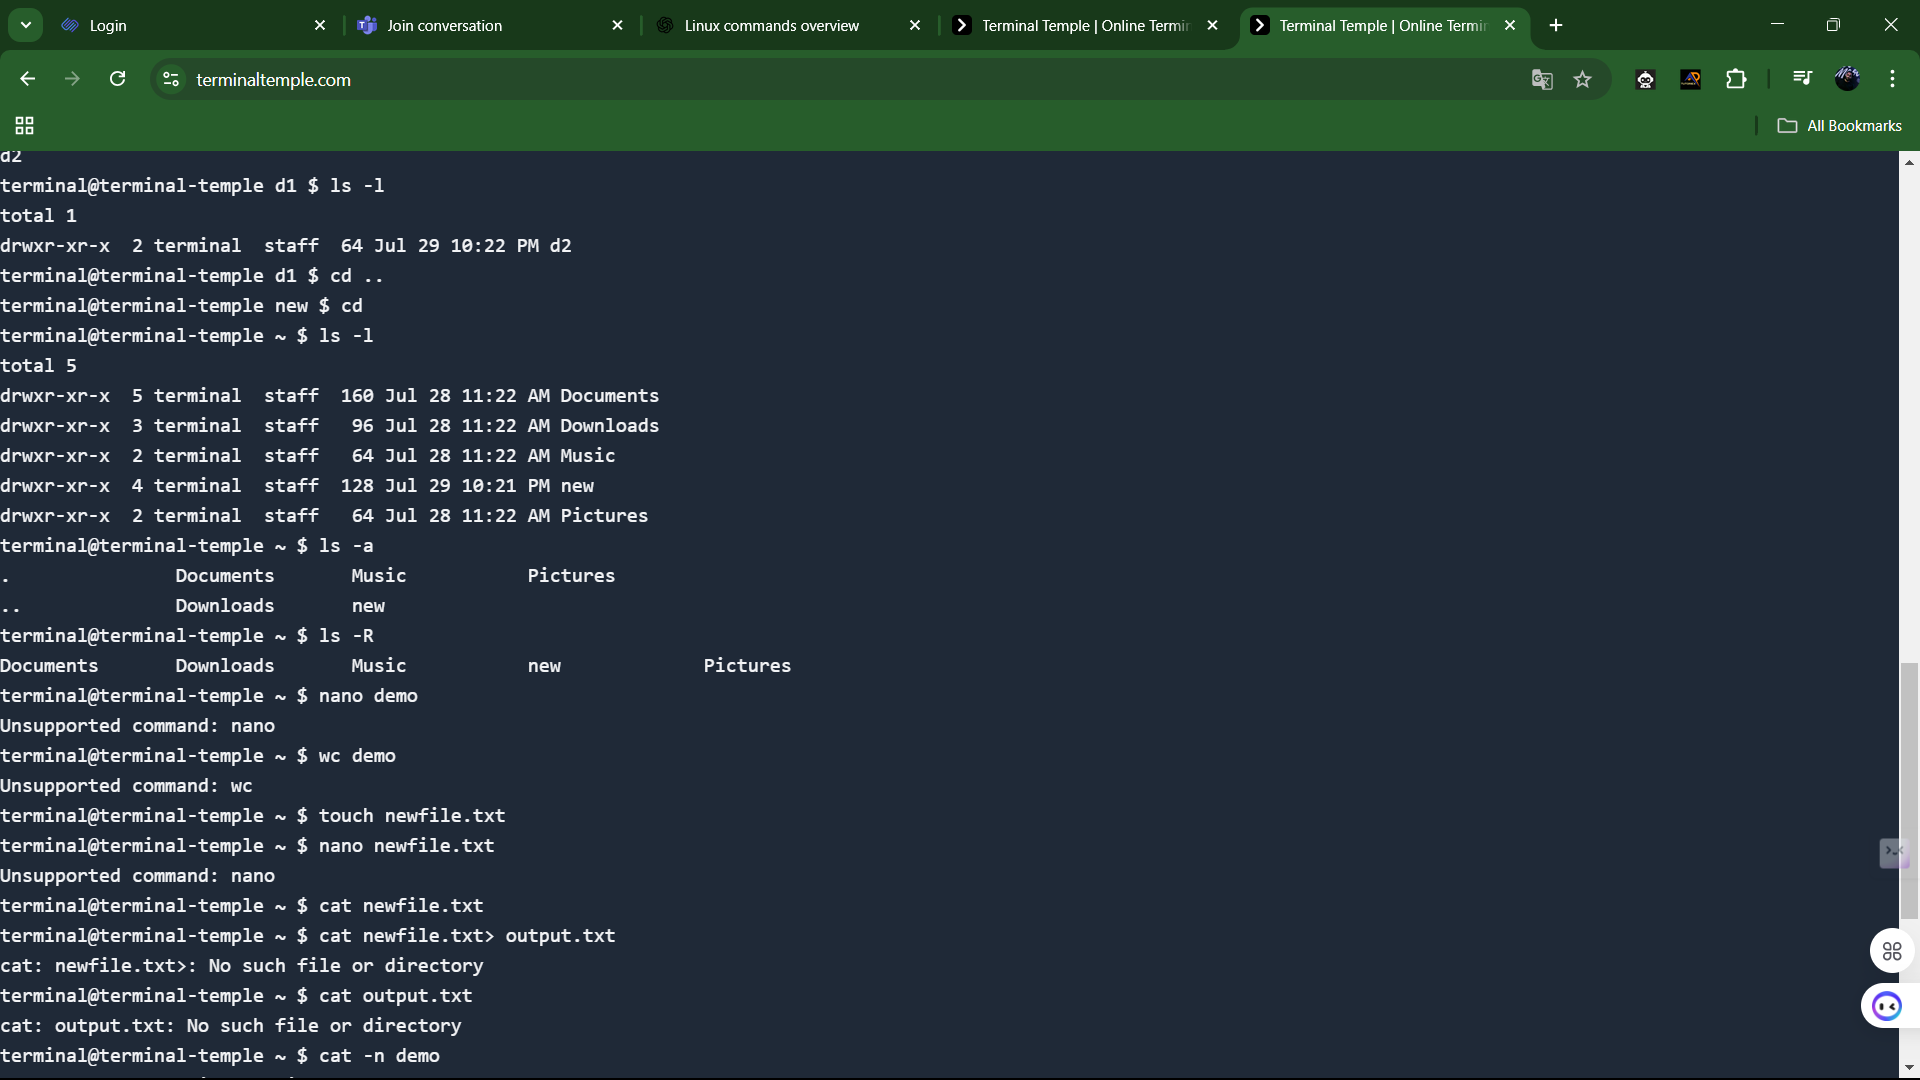 Login
Join conversation
Linux commands overview
Terminal Temple | Online Termin
Terminal Temple | Online Termin
terminaltemple.com
All Bookmarks
d2
terminal@terminal-temple d1 $ ls -l
total 1
drwxr-xr-x  2 terminal  staff  64 Jul 29 10:22 PM d2
terminal@terminal-temple d1 $ cd ..
terminal@terminal-temple new $ cd
terminal@terminal-temple ~ $ ls -l
total 5
drwxr-xr-x  5 terminal  staff  160 Jul 28 11:22 AM Documents
drwxr-xr-x  3 terminal  staff   96 Jul 28 11:22 AM Downloads
drwxr-xr-x  2 terminal  staff   64 Jul 28 11:22 AM Music
drwxr-xr-x  4 terminal  staff  128 Jul 29 10:21 PM new
drwxr-xr-x  2 terminal  staff   64 Jul 28 11:22 AM Pictures
terminal@terminal-temple ~ $ ls -a
.               Documents       Music           Pictures
..              Downloads       new
terminal@terminal-temple ~ $ ls -R
Documents       Downloads       Music           new             Pictures
terminal@terminal-temple ~ $ nano demo
Unsupported command: nano
terminal@terminal-temple ~ $ wc demo
Unsupported command: wc
terminal@terminal-temple ~ $ touch newfile.txt
terminal@terminal-temple ~ $ nano newfile.txt
Unsupported command: nano
terminal@terminal-temple ~ $ cat newfile.txt
terminal@terminal-temple ~ $ cat newfile.txt> output.txt
cat: newfile.txt>: No such file or directory
terminal@terminal-temple ~ $ cat output.txt
cat: output.txt: No such file or directory
terminal@terminal-temple ~ $ cat -n demo